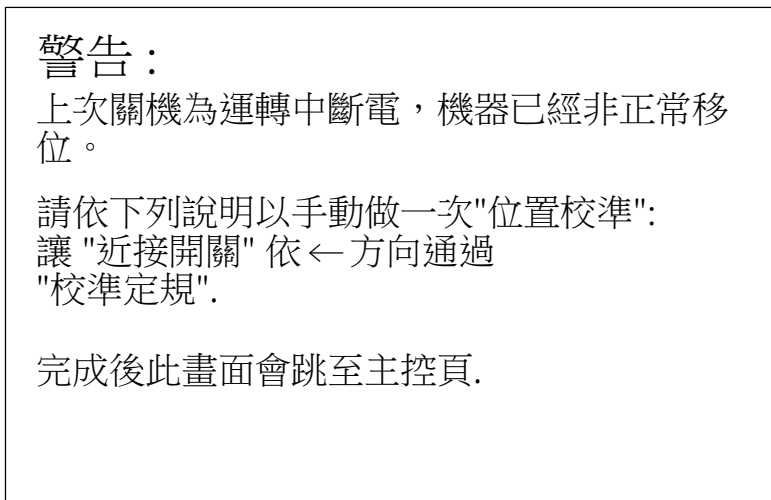 警告 :
上次關機為運轉中斷電，機器已經非正常移
位。
請依下列說明以手動做一次"位置校準":
讓 "近接開關" 依 ← 方向通過
"校準定規".
完成後此畫面會跳至主控頁.